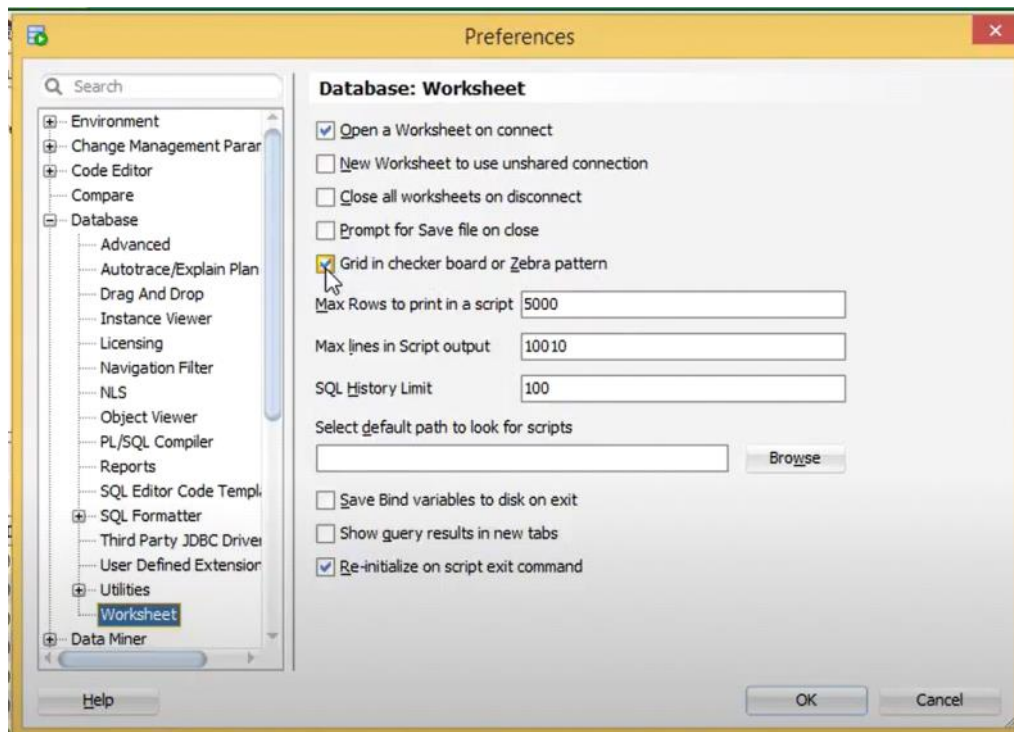 Preferences
Search
Environment
Change Management Parar
Code Editor
Compare
Database
Advanced
Autotrace/Explain Plan
Drag And Drop
Instance Viewer
Licensing
Navigation Filter
NLS
Object Viewer
PL/SQL Compiler
Reports
SQL Editor Code Templ
SQL Formatter
Third Party JDBC Driver
User Defined Extension
Utilities
Worksheet
Data Miner
Database: Worksheet
Open a Worksheet on connect
New Worksheet to use unshared connection
Close all worksheets on disconnect
Prompt for Save file on close
Grid in checker board or Zebra pattern
Max Rows to print in a script 5000
Max lines in Script output 10010
SQL History Limit 100
Select default path to look for scripts
Browse
Save Bind variables to disk on exit
Show query results in new tabs
Re-initialize on script exit command
Help
OK
Cancel